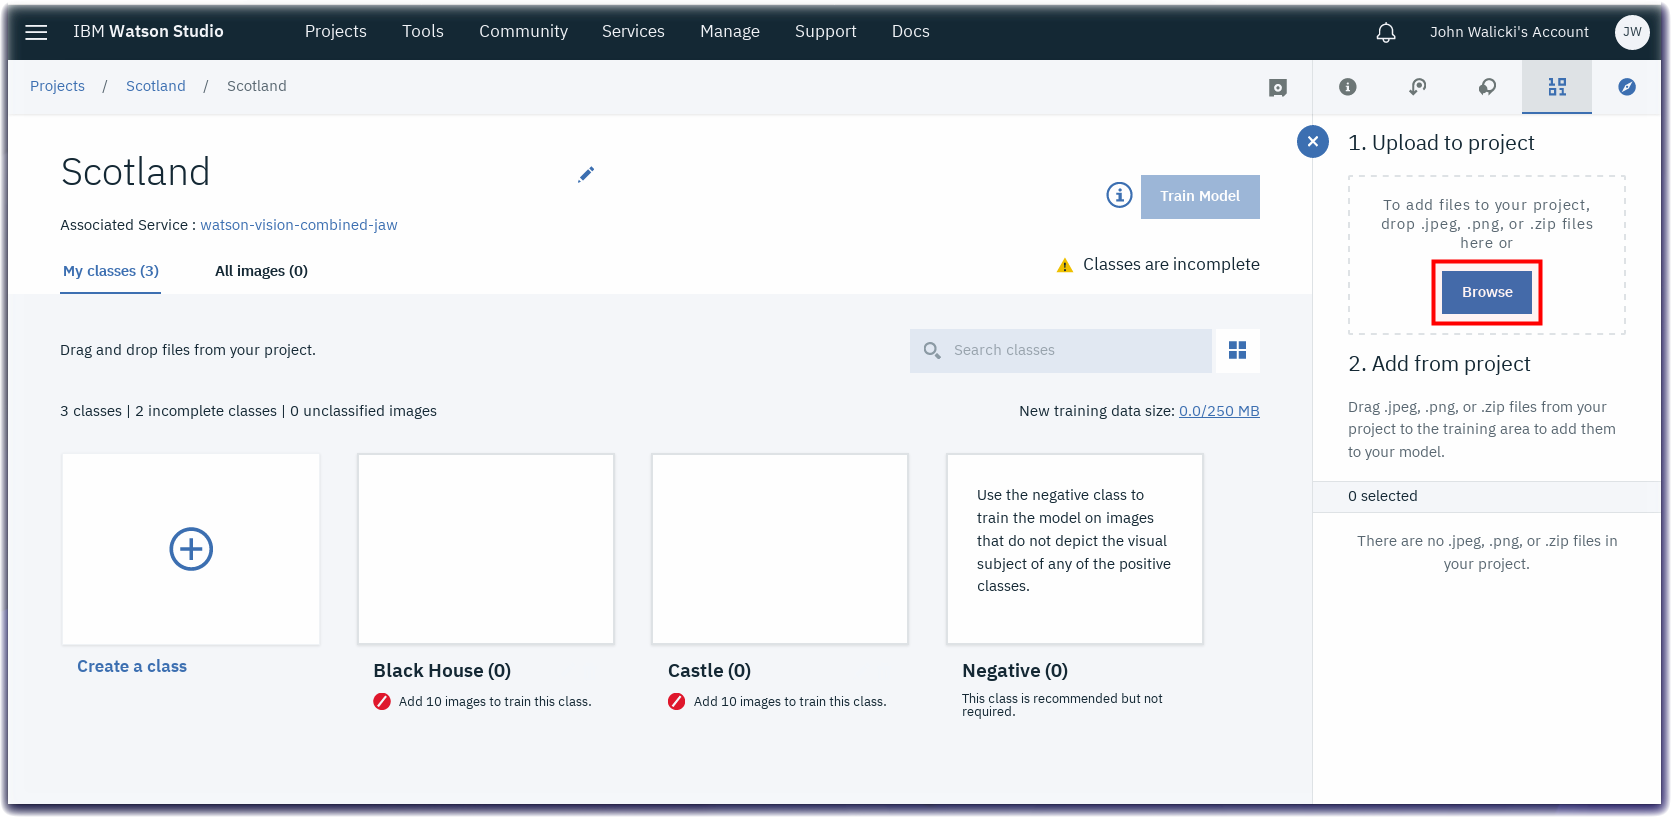 IBM Watson Studio
Projects
Tools
Community
Services
Manage
Support
Docs
John Walicki's Account
JW
Projects / Scotland / Scotland
Scotland
Train Model
Associated Service : watson-vision-combined-jaw
My classes (3)
All images (0)
Classes are incomplete
Drag and drop files from your project.
Search classes
3 classes | 2 incomplete classes | 0 unclassified images
New training data size: 0.0/250 MB
Create a class
Black House (0)
Add 10 images to train this class.
Castle (0)
Add 10 images to train this class.
Use the negative class to
train the model on images
that do not depict the visual
subject of any of the positive
classes.
Negative (0)
This class is recommended but not
required.
1. Upload to project
To add files to your project,
drop .jpeg, .png, or .zip files
here or
Browse
2. Add from project
Drag .jpeg, .png, or .zip files from your
project to the training area to add them
to your model.
0 selected
There are no .jpeg, .png, or .zip files in
your project.